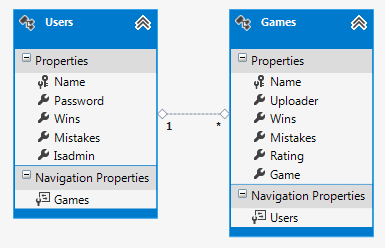 Users
Properties
Name
Password
Wins
Mistakes
Isadmin
Navigation Properties
Games
1
*
Games
Properties
Name
Uploader
Wins
Mistakes
Rating
Game
Navigation Properties
Users